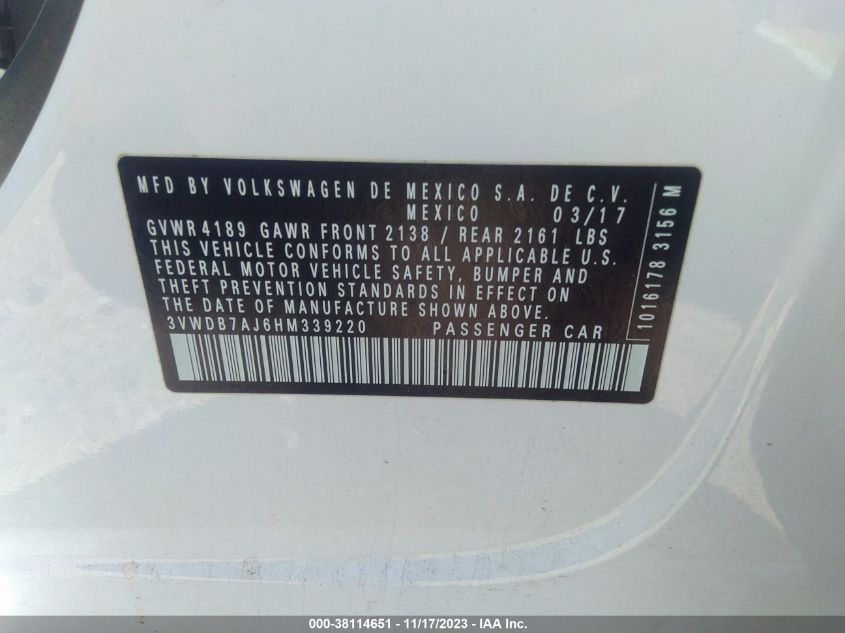 MFD BY VOLKSWAGEN DE MEXICO S.A. DE C.V.
MEXICO 03/17
GVWR 4189 GAWR FRONT 2138 / REAR 2161 LBS
THIS VEHICLE CONFORMS TO ALL APPLICABLE U.S.
FEDERAL MOTOR VEHICLE SAFETY, BUMPER AND
THEFT PREVENTION STANDARDS IN EFFECT ON
THE DATE OF MANUFACTURE SHOWN ABOVE.
3VWDB7AJ6HM339220 PASSENGER CAR
1016178 3156 M
000-38114651 - 11/17/2023 - IAA, Inc.